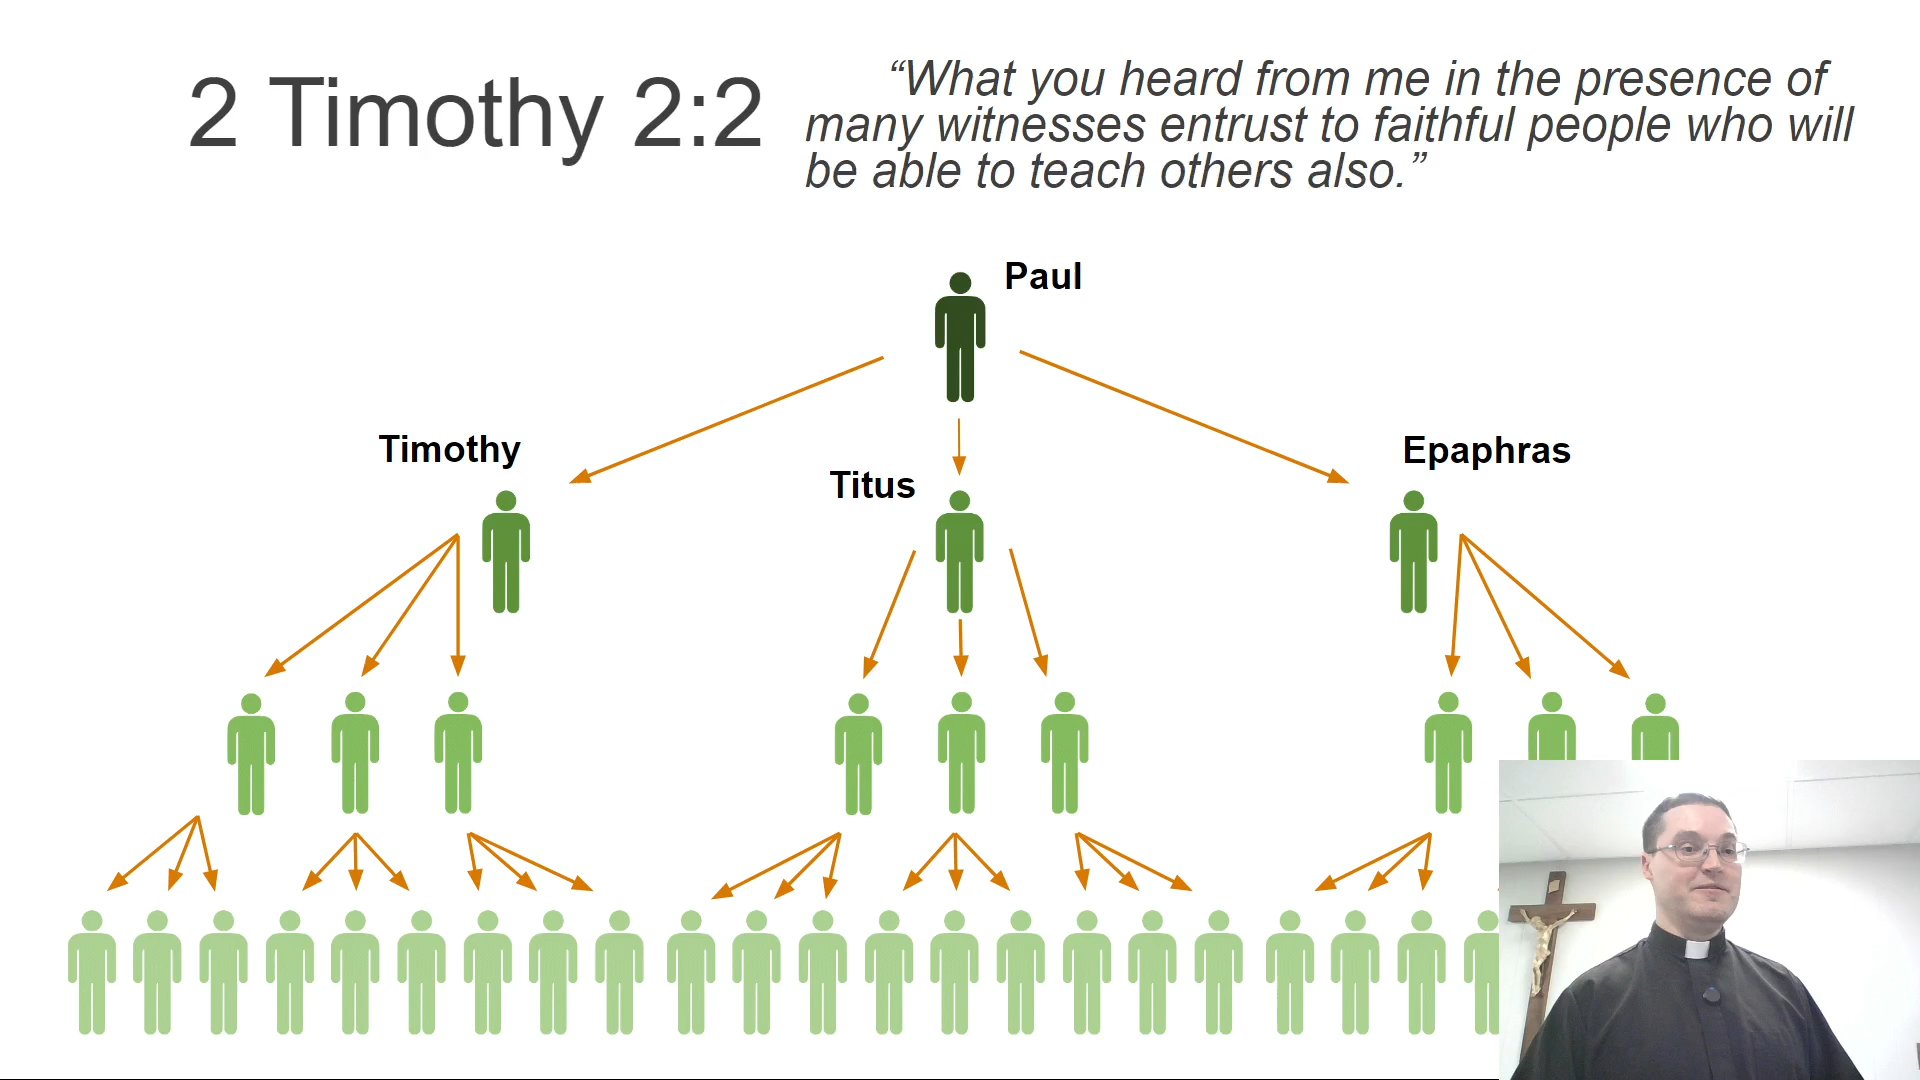 2 Timothy 2:2
“What you heard from me in the presence of
many witnesses entrust to faithful people who will
be able to teach others also.”
Paul
Timothy
Titus
Epaphras